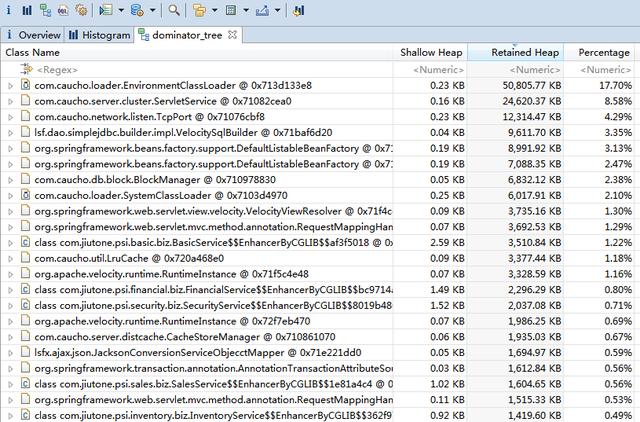 Overview Histogram dominator_tree
Class Name Shallow Heap Retained Heap Percentage
<Regex> <Numeric> <Numeric> <Numeric>
com.caucho.loader.EnvironmentClassLoader @ 0x713d133e8 0.23 KB 50,805.77 KB 17.70%
com.caucho.server.cluster.ServletService @ 0x71082cea0 0.16 KB 24,620.37 KB 8.58%
com.caucho.network.listen.TcpPort @ 0x71076cbf8 0.23 KB 12,314.47 KB 4.29%
lsf.dao.simplejdbc.builder.impl.VelocitySqlBuilder @ 0x71baf6d20 0.04 KB 9,611.70 KB 3.35%
org.springframework.beans.factory.support.DefaultListableBeanFactory @ 0x71 0.19 KB 8,991.92 KB 3.13%
org.springframework.beans.factory.support.DefaultListableBeanFactory @ 0x71 0.19 KB 7,088.35 KB 2.47%
com.caucho.db.block.BlockManager @ 0x710978830 0.05 KB 6,832.12 KB 2.38%
com.caucho.loader.SystemClassLoader @ 0x7103d4970 0.25 KB 6,017.91 KB 2.10%
org.springframework.web.servlet.view.velocity.VelocityViewResolver @ 0x71f4c 0.09 KB 3,735.16 KB 1.30%
org.springframework.web.servlet.mvc.method.annotation.RequestMappingHan 0.07 KB 3,692.53 KB 1.29%
class com.jiutone.psi.basic.biz.BasicService$$EnhancerByCGLIB$$af3f5018 @ 0x 2.59 KB 3,510.84 KB 1.22%
com.caucho.util.LruCache @ 0x720a468e0 0.09 KB 3,377.44 KB 1.18%
org.apache.velocity.runtime.RuntimeInstance @ 0x71f5c4e48 0.07 KB 3,328.59 KB 1.16%
class com.jiutone.psi.financial.biz.FinancialService$$EnhancerByCGLIB$$bc9714 1.49 KB 2,296.29 KB 0.80%
class com.jiutone.psi.security.biz.SecurityService$$EnhancerByCGLIB$$8019b48 1.52 KB 2,037.08 KB 0.71%
org.apache.velocity.runtime.RuntimeInstance @ 0x72f7eb470 0.07 KB 1,986.25 KB 0.69%
com.caucho.server.distcache.CacheStoreManager @ 0x710861070 0.06 KB 1,935.03 KB 0.67%
lsfx.ajax.json.JacksonConversionServiceObjecctMapper @ 0x71e221dd0 0.05 KB 1,694.97 KB 0.59%
org.springframework.transaction.annotation.AnnotationTransactionAttributeSou 0.03 KB 1,612.84 KB 0.56%
class com.jiutone.psi.sales.biz.SalesService$$EnhancerByCGLIB$$1e81a4c4 @ 0x 1.02 KB 1,604.65 KB 0.56%
org.springframework.web.servlet.mvc.method.annotation.RequestMappingHan 0.11 KB 1,515.33 KB 0.53%
class com.jiutone.psi.inventory.biz.InventoryService$$EnhancerByCGLIB$$362f9 0.92 KB 1,419.60 KB 0.49%